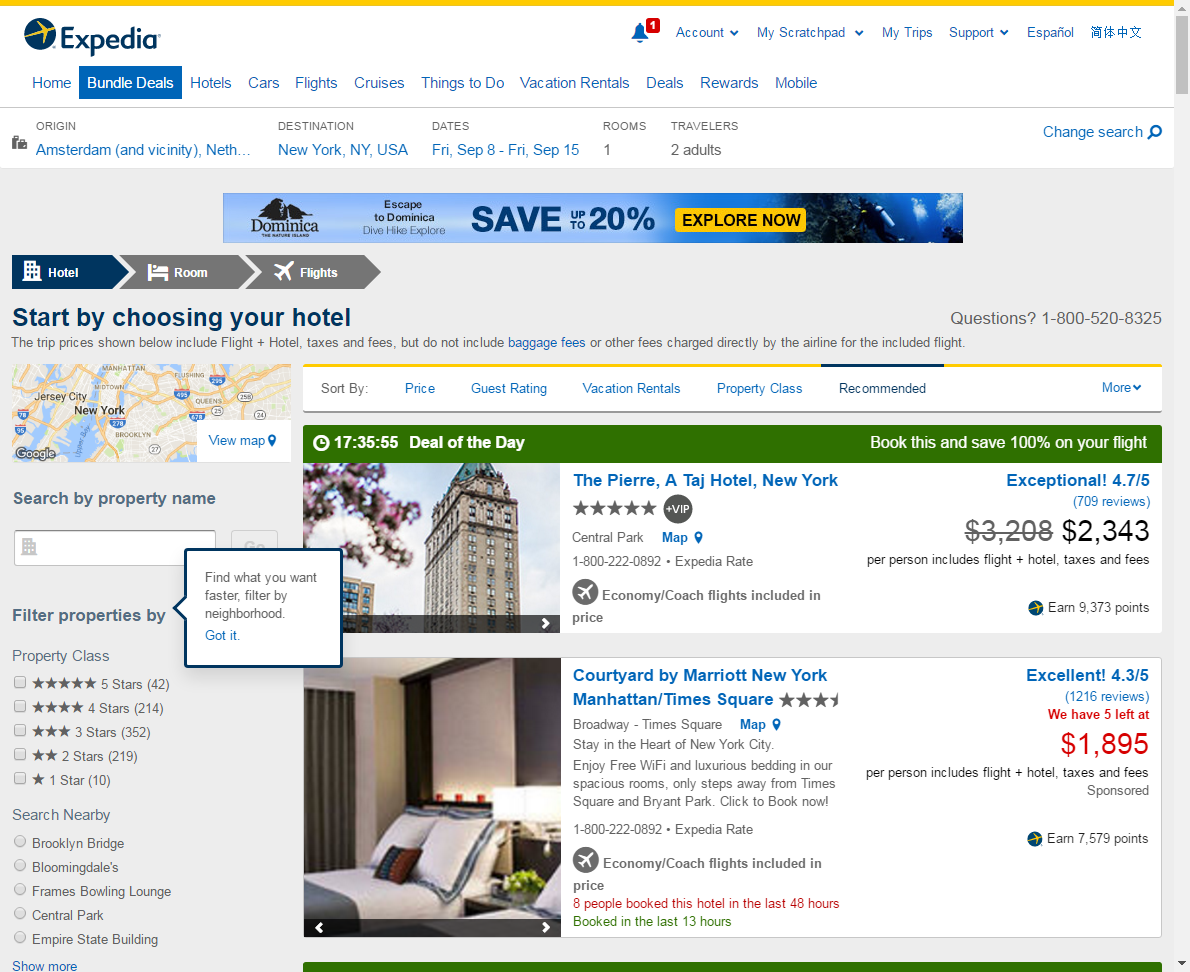 Expedia
1
Account
My Scratchpad
My Trips
Support
Español
简体中文
Home
Bundle Deals
Hotels
Cars
Flights
Cruises
Things to Do
Vacation Rentals
Deals
Rewards
Mobile
ORIGIN
Amsterdam (and vicinity), Neth…
DESTINATION
New York, NY, USA
DATES
Fri, Sep 8 - Fri, Sep 15
ROOMS
1
TRAVELERS
2 adults
Change search
Dominica
THE NATURE ISLAND
Escape
to Dominica
Dive Hike Explore
SAVE UP TO 20%
EXPLORE NOW
Hotel
Room
Flights
Start by choosing your hotel
Questions? 1-800-520-8325
The trip prices shown below include Flight + Hotel, taxes and fees, but do not include baggage fees or other fees charged directly by the airline for the included flight.
MANHATTAN
FLUSHING
MIDTOWN
Jersey City
New York
QUEENS
BROOKLYN
Upper Bay
295
495
25B
25
24
678
78
95
278
27
Google
View map
Search by property name
Go
Find what you want
faster, filter by
neighborhood.
Got it.
Filter properties by
Property Class
5 Stars (42)
4 Stars (214)
3 Stars (352)
2 Stars (219)
1 Star (10)
Search Nearby
Brooklyn Bridge
Bloomingdale's
Frames Bowling Lounge
Central Park
Empire State Building
Show more
Sort By:
Price
Guest Rating
Vacation Rentals
Property Class
Recommended
More
17:35:55 Deal of the Day
Book this and save 100% on your flight
The Pierre, A Taj Hotel, New York
+VIP
Central Park Map
1-800-222-0892 • Expedia Rate
Economy/Coach flights included in
price
Exceptional! 4.7/5
(709 reviews)
$3,208 $2,343
per person includes flight + hotel, taxes and fees
Earn 9,373 points
Courtyard by Marriott New York
Manhattan/Times Square
Broadway - Times Square Map
Stay in the Heart of New York City.
Enjoy Free WiFi and luxurious bedding in our
spacious rooms, only steps away from Times
Square and Bryant Park. Click to Book now!
1-800-222-0892 • Expedia Rate
Economy/Coach flights included in
price
8 people booked this hotel in the last 48 hours
Booked in the last 13 hours
Excellent! 4.3/5
(1216 reviews)
We have 5 left at
$1,895
per person includes flight + hotel, taxes and fees
Sponsored
Earn 7,579 points